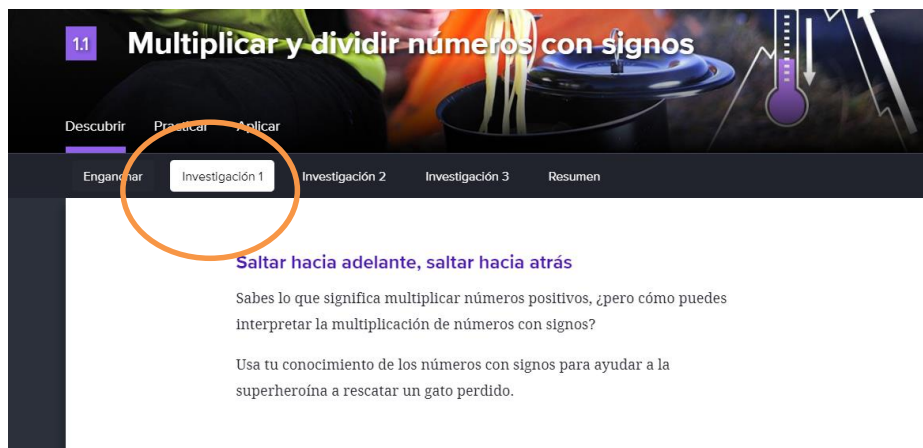 1.1 Multiplicar y dividir números con signos
Descubrir Practicar Aplicar
Enganchar Investigación 1 Investigación 2 Investigación 3 Resumen
Saltar hacia adelante, saltar hacia atrás
Sabes lo que significa multiplicar números positivos, ¿pero cómo puedes
interpretar la multiplicación de números con signos?
Usa tu conocimiento de los números con signos para ayudar a la
superheroína a rescatar un gato perdido.